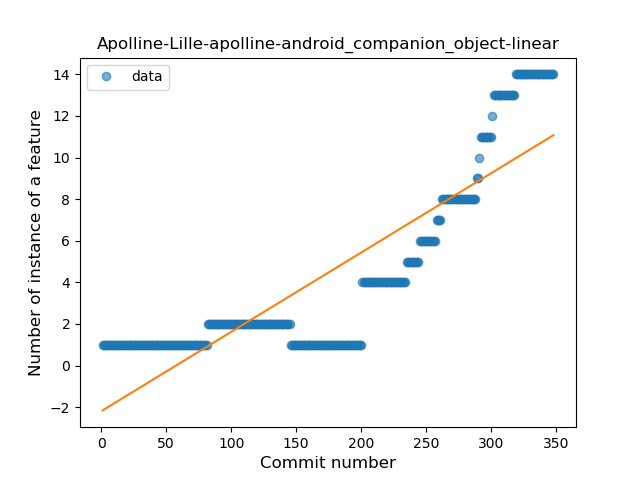 Apolline-Lille-apolline-android_companion_object-linear
data
Number of instance of a feature
14
12
10
8
6
4
2
0
−2
0 50 100 150 200 250 300 350
Commit number